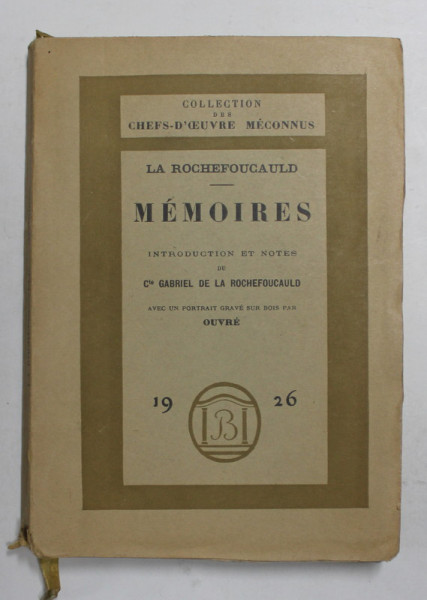 COLLECTION
DES
CHEFS-D'ŒUVRE MÉCONNUS
LA ROCHEFOUCAULD
MÉMOIRES
INTRODUCTION ET NOTES
DU
Cte GABRIEL DE LA ROCHEFOUCAULD
AVEC UN PORTRAIT GRAVÉ SUR BOIS PAR
OUVRÉ
19 B 26